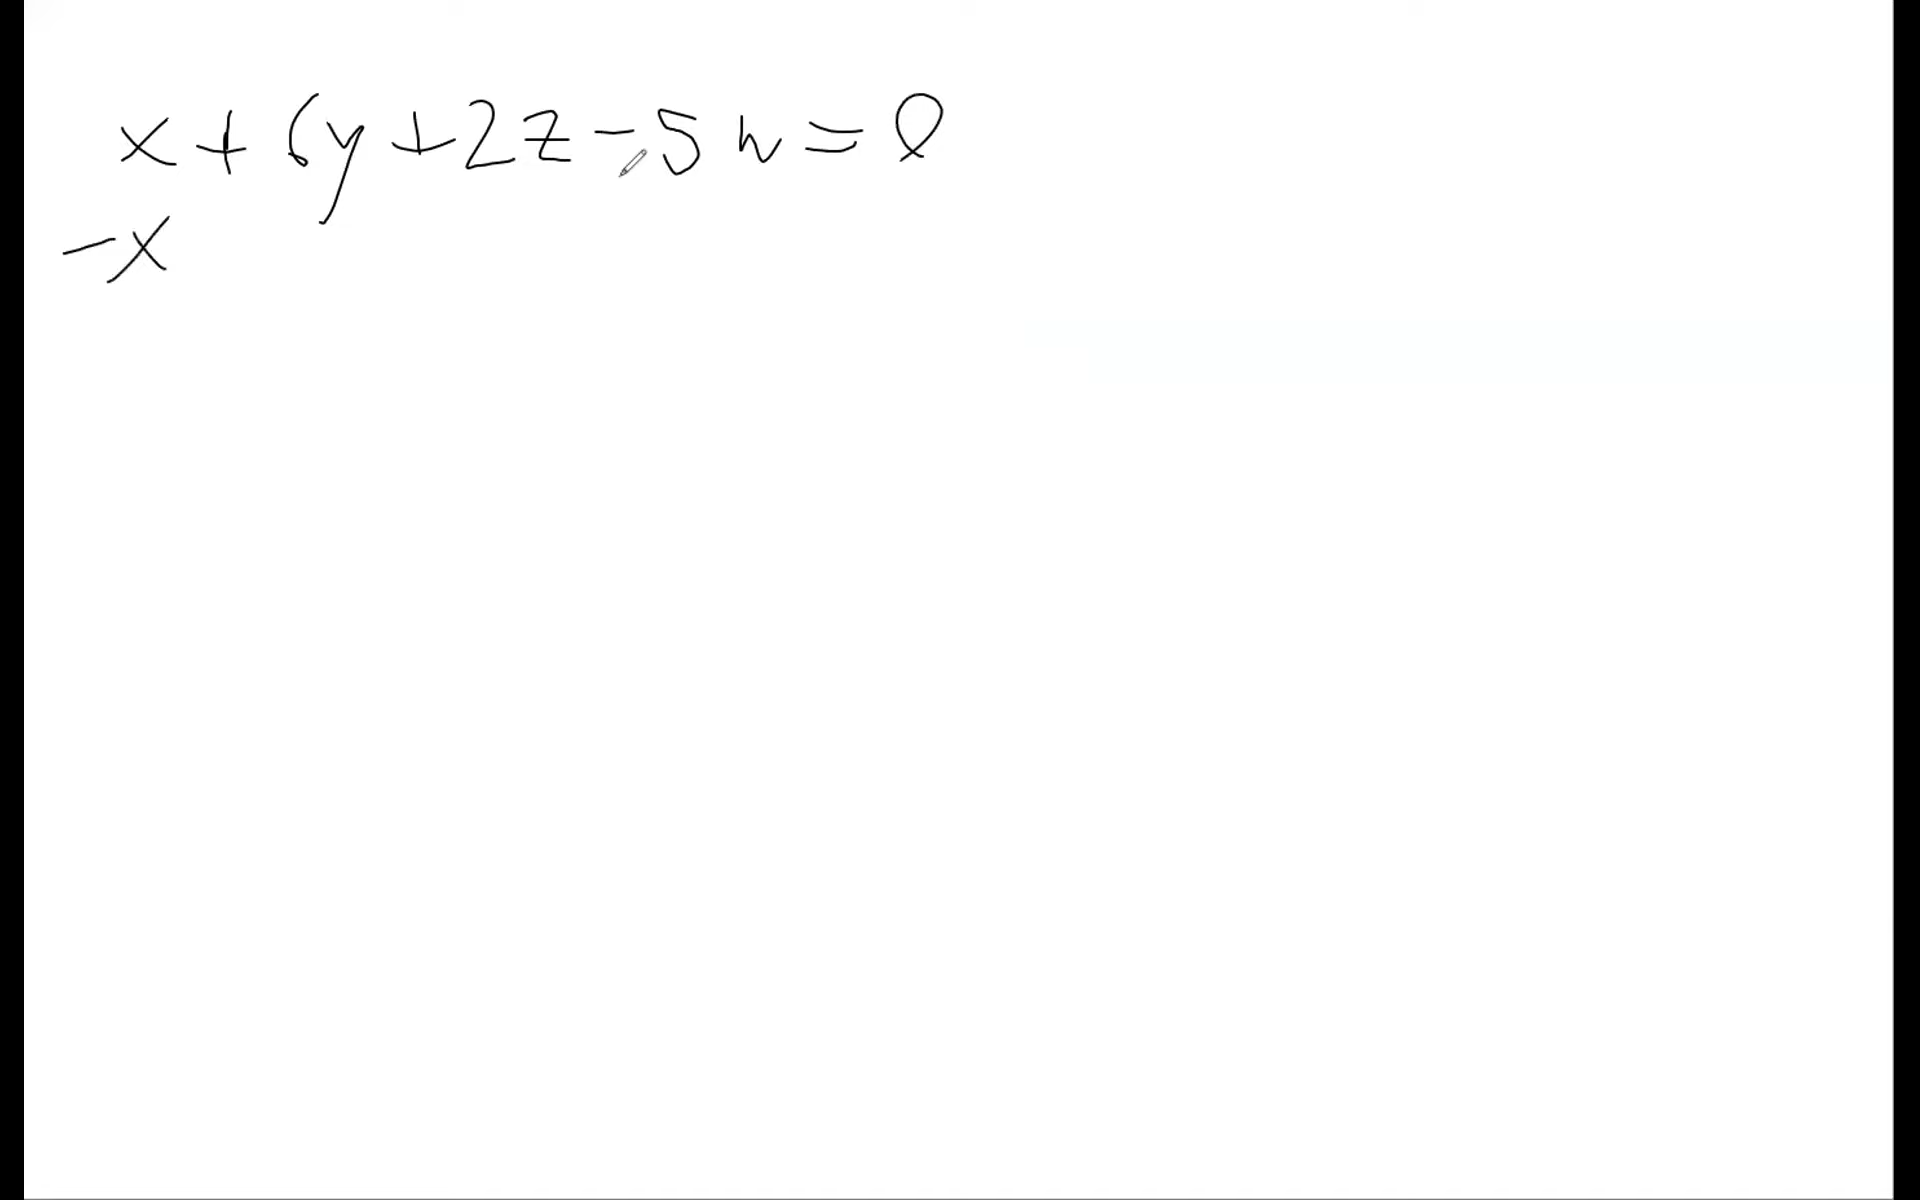 x + 6y + 2z - 5w = 0
-x